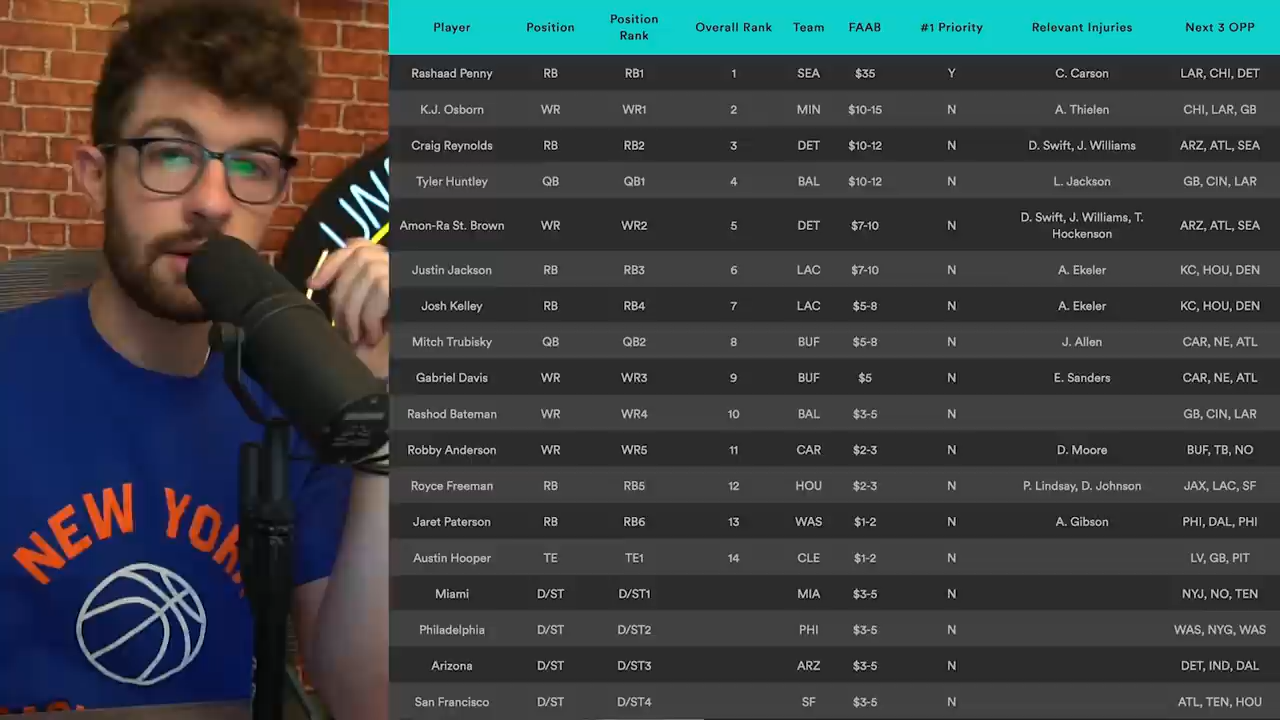 Player Position Position Rank Overall Rank Team FAAB #1 Priority Relevant Injuries Next 3 OPP
Rashaad Penny RB RB1 1 SEA $35 Y C. Carson LAR, CHI, DET
K.J. Osborn WR WR1 2 MIN $10-15 N A. Thielen CHI, LAR, GB
Craig Reynolds RB RB2 3 DET $10-12 N D. Swift, J. Williams ARZ, ATL, SEA
Tyler Huntley QB QB1 4 BAL $10-12 N L. Jackson GB, CIN, LAR
Amon-Ra St. Brown WR WR2 5 DET $7-10 N D. Swift, J. Williams, T. Hockenson ARZ, ATL, SEA
Justin Jackson RB RB3 6 LAC $7-10 N A. Ekeler KC, HOU, DEN
Josh Kelley RB RB4 7 LAC $5-8 N A. Ekeler KC, HOU, DEN
Mitch Trubisky QB QB2 8 BUF $5-8 N J. Allen CAR, NE, ATL
Gabriel Davis WR WR3 9 BUF $5 N E. Sanders CAR, NE, ATL
Rashod Bateman WR WR4 10 BAL $3-5 N GB, CIN, LAR
Robby Anderson WR WR5 11 CAR $2-3 N D. Moore BUF, TB, NO
Royce Freeman RB RB5 12 HOU $2-3 N P. Lindsay, D. Johnson JAX, LAC, SF
Jaret Paterson RB RB6 13 WAS $1-2 N A. Gibson PHI, DAL, PHI
Austin Hooper TE TE1 14 CLE $1-2 N LV, GB, PIT
Miami D/ST D/ST1 MIA $3-5 N NYJ, NO, TEN
Philadelphia D/ST D/ST2 PHI $3-5 N WAS, NYG, WAS
Arizona D/ST D/ST3 ARZ $3-5 N DET, IND, DAL
San Francisco D/ST D/ST4 SF $3-5 N ATL, TEN, HOU
NEW YORK